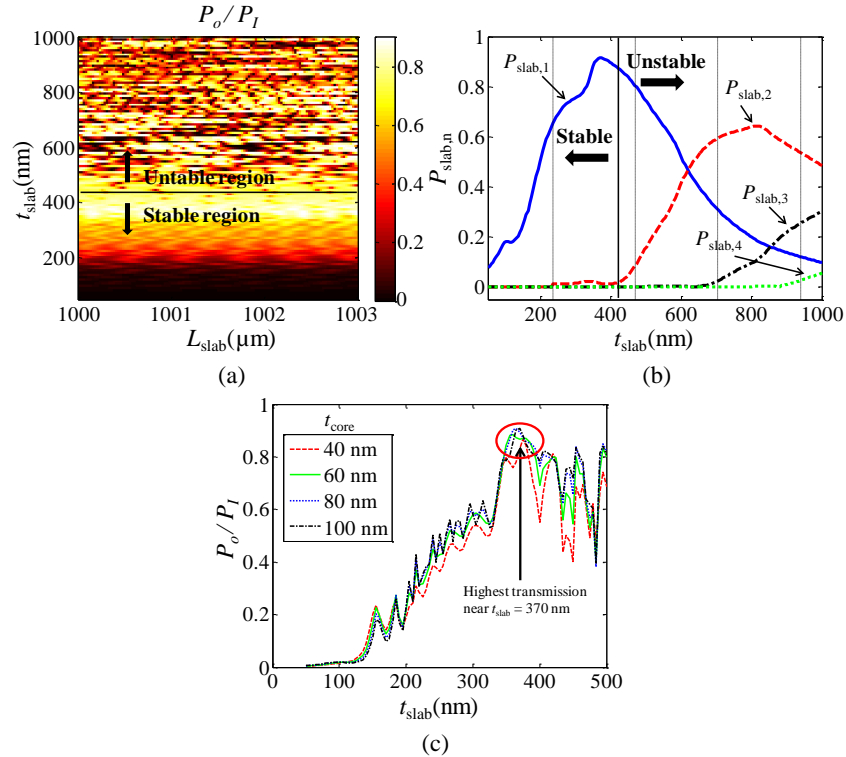 P_o / P_I
1000
800
600
400
200
t_slab(nm)
Untable region
Stable region
1000 1001 1002 1003
L_slab(µm)
0.8
0.6
0.4
0.2
0
(a)
1
0.8
0.6
0.4
0.2
0
P_slab,n
P_slab,1
Unstable
Stable
P_slab,2
P_slab,3
P_slab,4
200 400 600 800 1000
t_slab(nm)
(b)
1
0.8
0.6
0.4
0.2
0
P_o / P_I
t_core
40 nm
60 nm
80 nm
100 nm
Highest transmission
near t_slab = 370 nm
0 100 200 300 400 500
t_slab(nm)
(c)